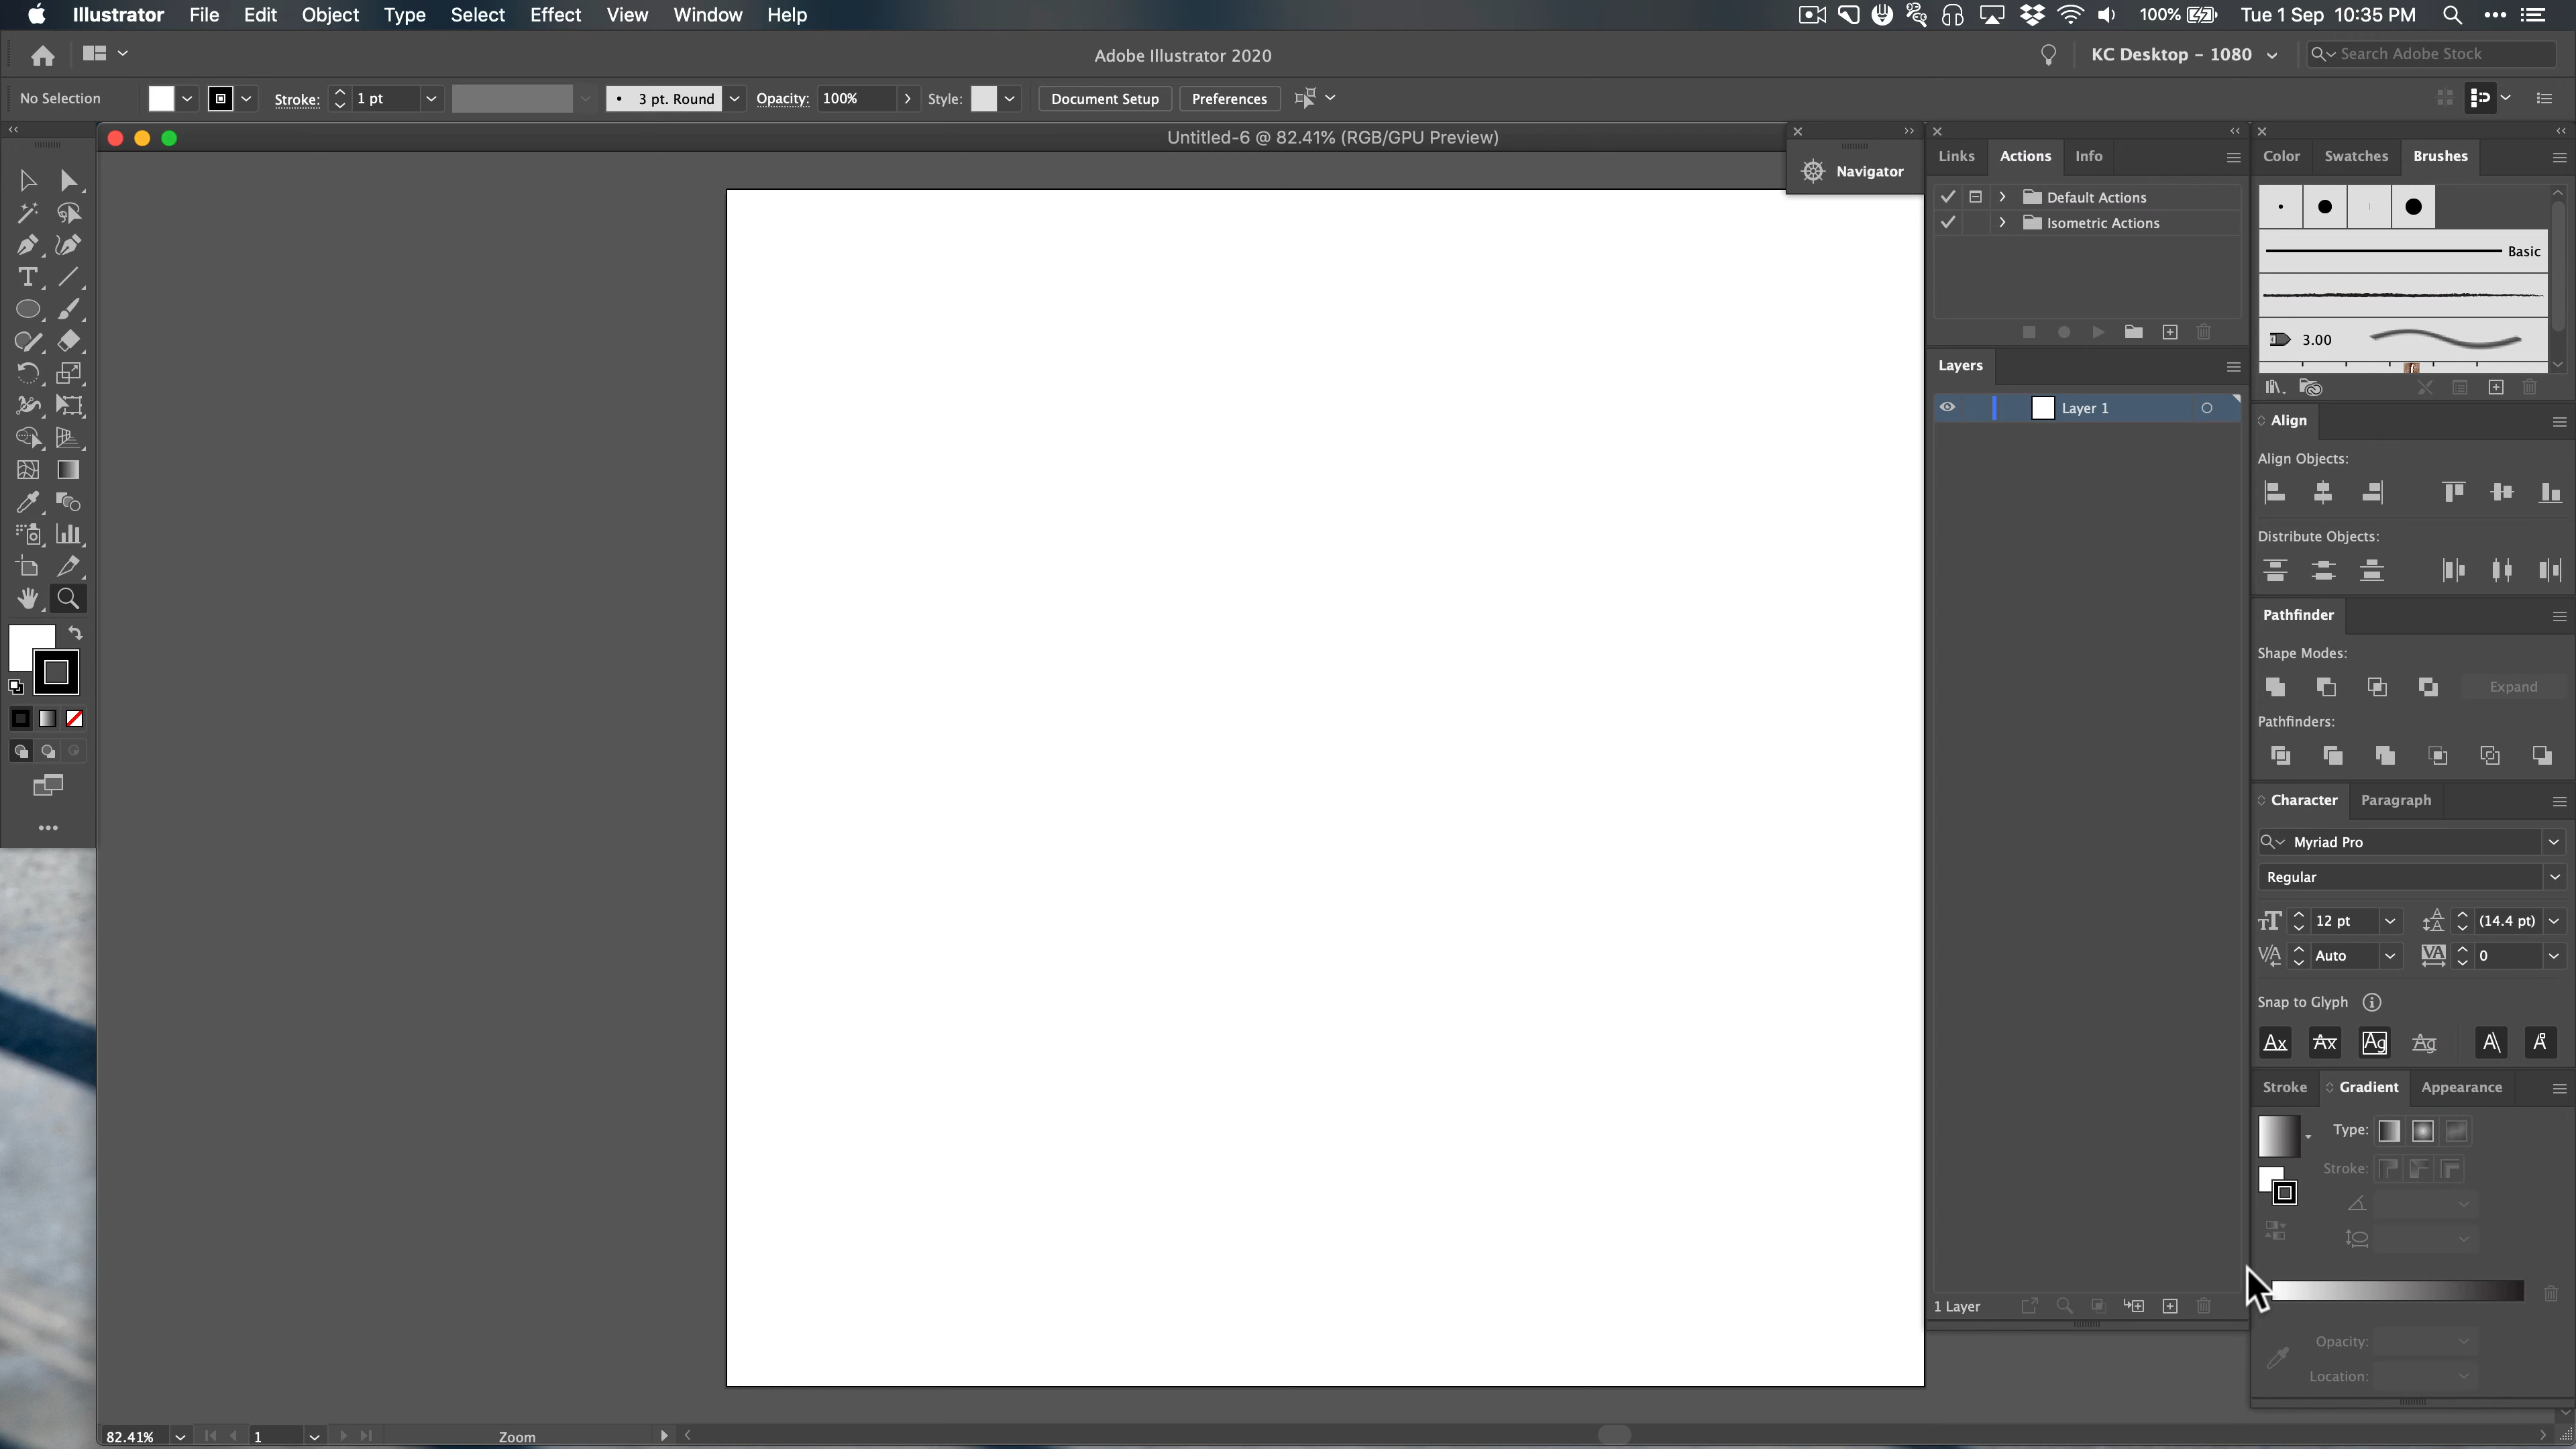 Illustrator File Edit Object Type Select Effect View Window Help
100% Tue 1 Sep 10:35 PM
Adobe Illustrator 2020
KC Desktop – 1080
Search Adobe Stock
No Selection
Stroke: 1 pt
3 pt. Round
Opacity: 100%
Style:
Document Setup
Preferences
Untitled-6 @ 82.41% (RGB/GPU Preview)
Navigator
Links Actions Info
Default Actions
Isometric Actions
Layers
Layer 1
1 Layer
Color Swatches Brushes
Basic
3.00
Align
Align Objects:
Distribute Objects:
Pathfinder
Shape Modes:
Expand
Pathfinders:
Character Paragraph
Myriad Pro
Regular
12 pt (14.4 pt)
Auto 0
Snap to Glyph
Stroke Gradient Appearance
Type:
Stroke:
Opacity:
Location:
82.41% 1 Zoom